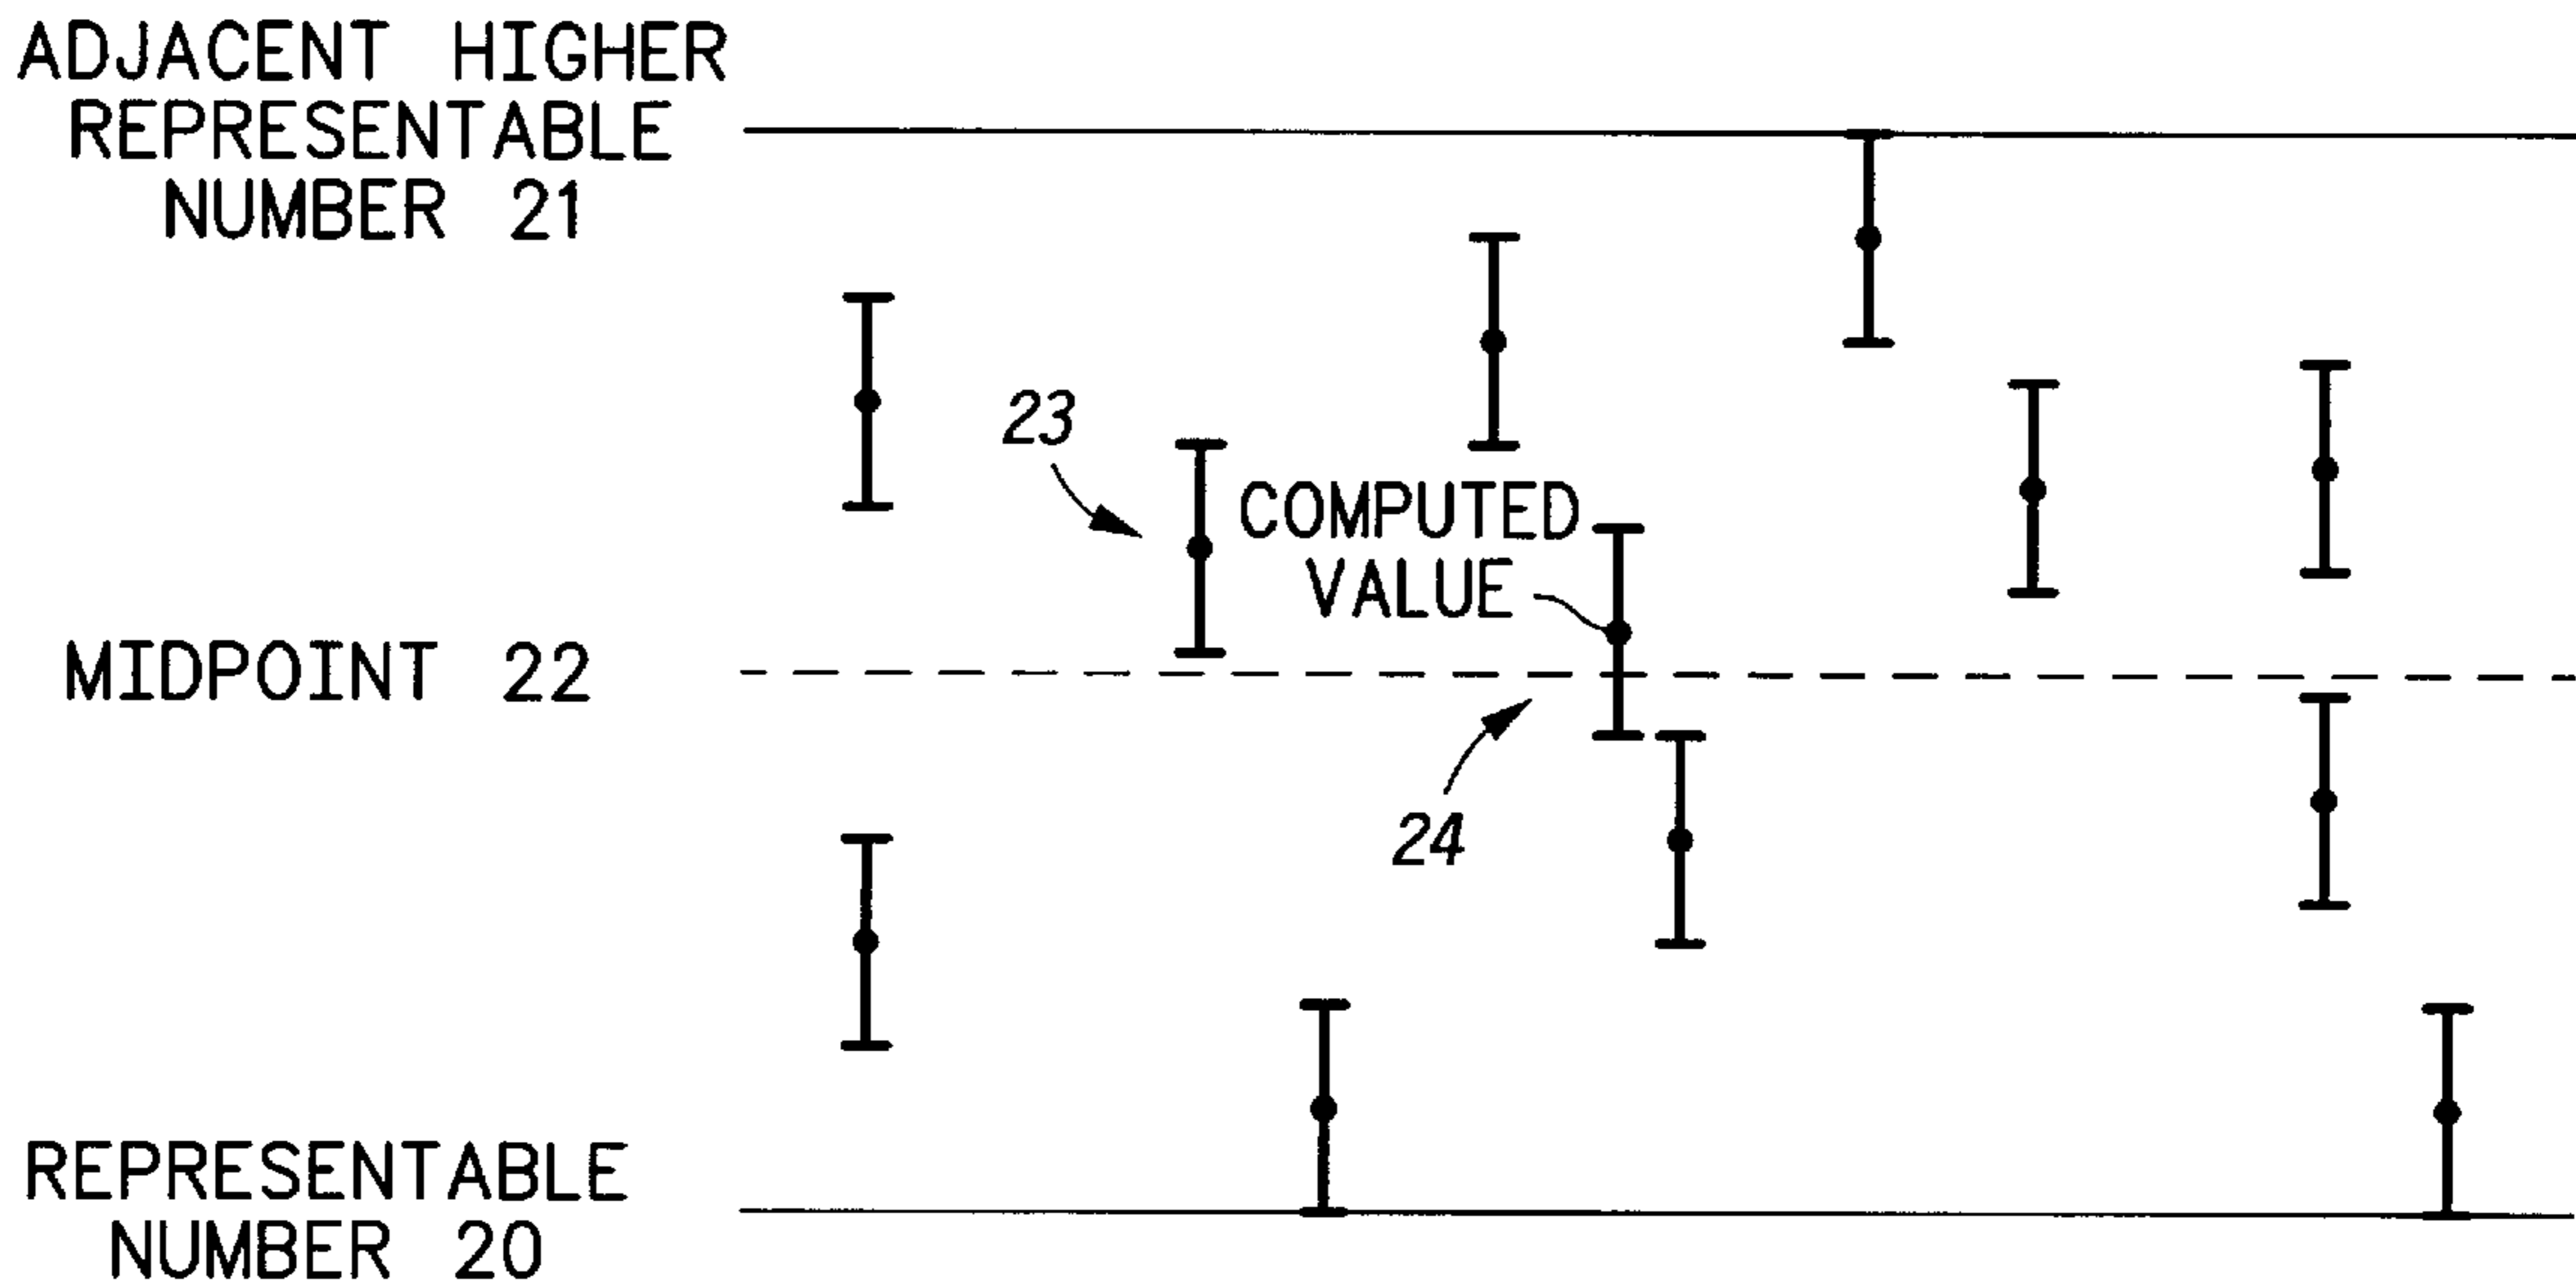 ADJACENT HIGHER
REPRESENTABLE
NUMBER 21
23
COMPUTED
VALUE
MIDPOINT 22
24
REPRESENTABLE
NUMBER 20